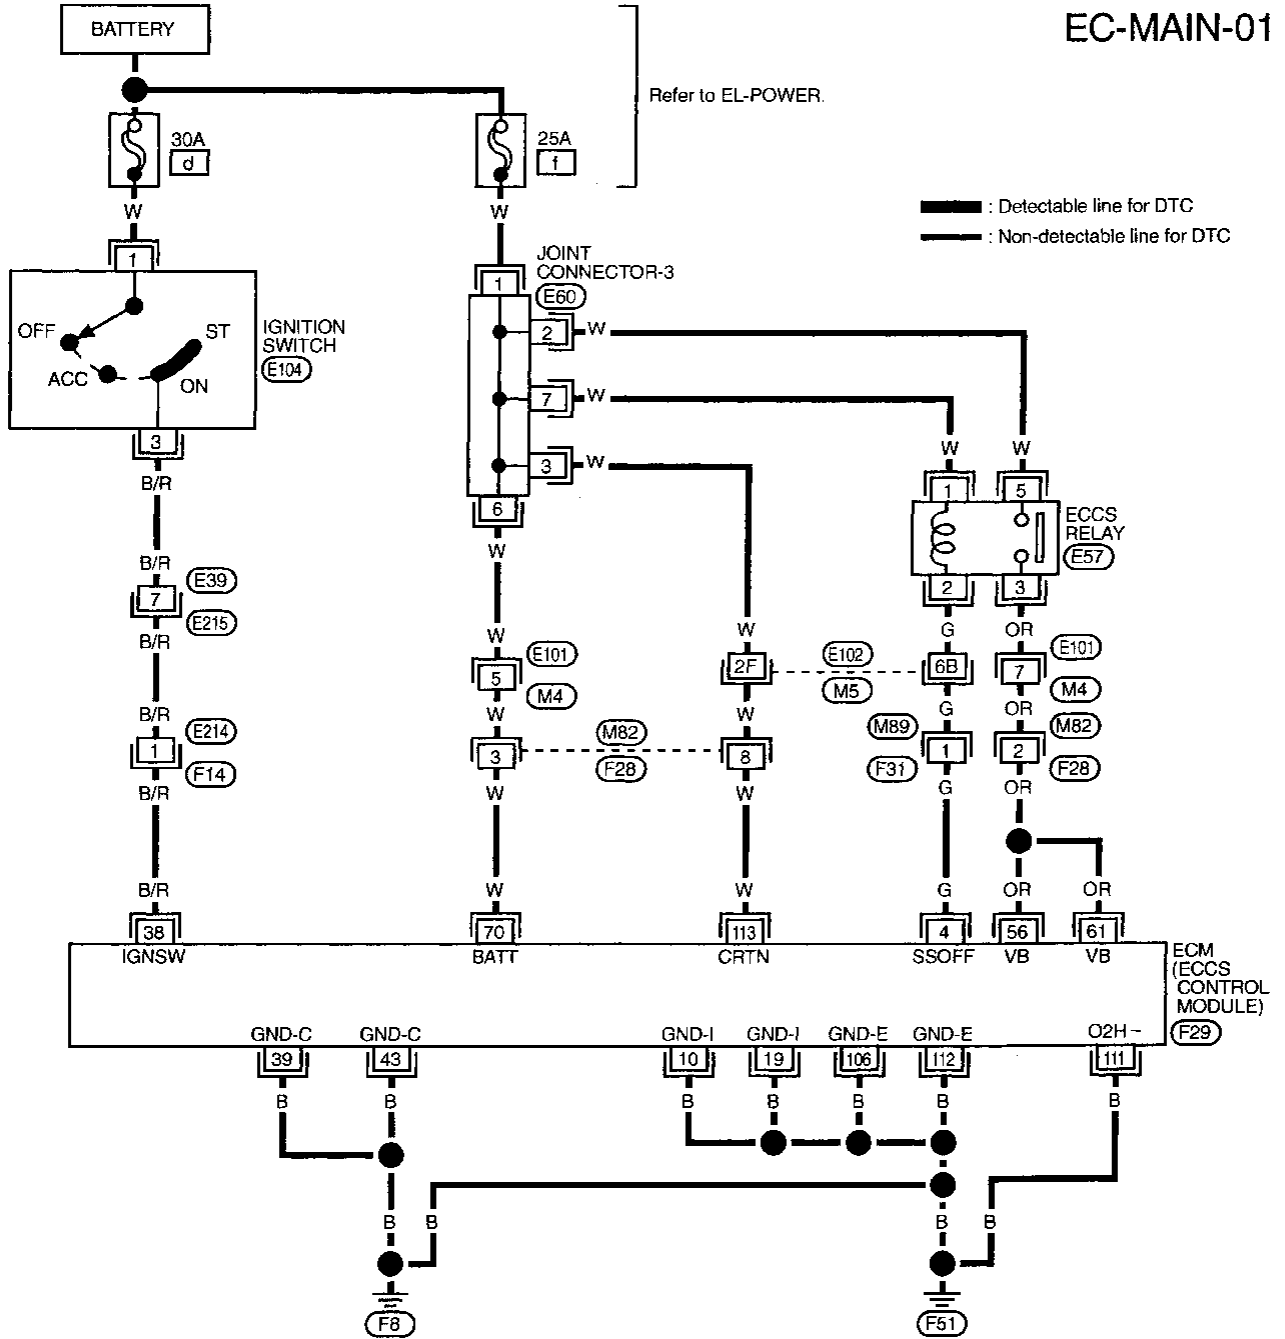 EC-MAIN-01
BATTERY
Refer to EL-POWER.
30A
d
25A
f
W
W
: Detectable line for DTC
: Non-detectable line for DTC
1
JOINT
CONNECTOR-3
E60
1
OFF
ST
ACC
ON
IGNITION
SWITCH
E104
2
W
7
W
3
W
3
6
W
W
B/R
W
1
5
ECCS
RELAY
E57
2
3
B/R
7
E39
E215
B/R
W
5
E101
M4
W
W
2F
E102
M5
W
G
6B
G
OR
7
E101
M4
OR
B/R
1
E214
F14
B/R
3
W
M82
F28
8
W
M89
1
F31
G
2
M82
F28
OR
B/R
W
W
G
OR
OR
38
70
113
4
56
61
IGNSW
BATT
CRTN
SSOFF
VB
VB
ECM
(ECCS
CONTROL
MODULE)
F29
GND-C
GND-C
GND-I
GND-I
GND-E
GND-E
O2H-
39
43
10
19
106
112
111
B
B
B
B
B
B
B
B
B
B
B
F8
F51